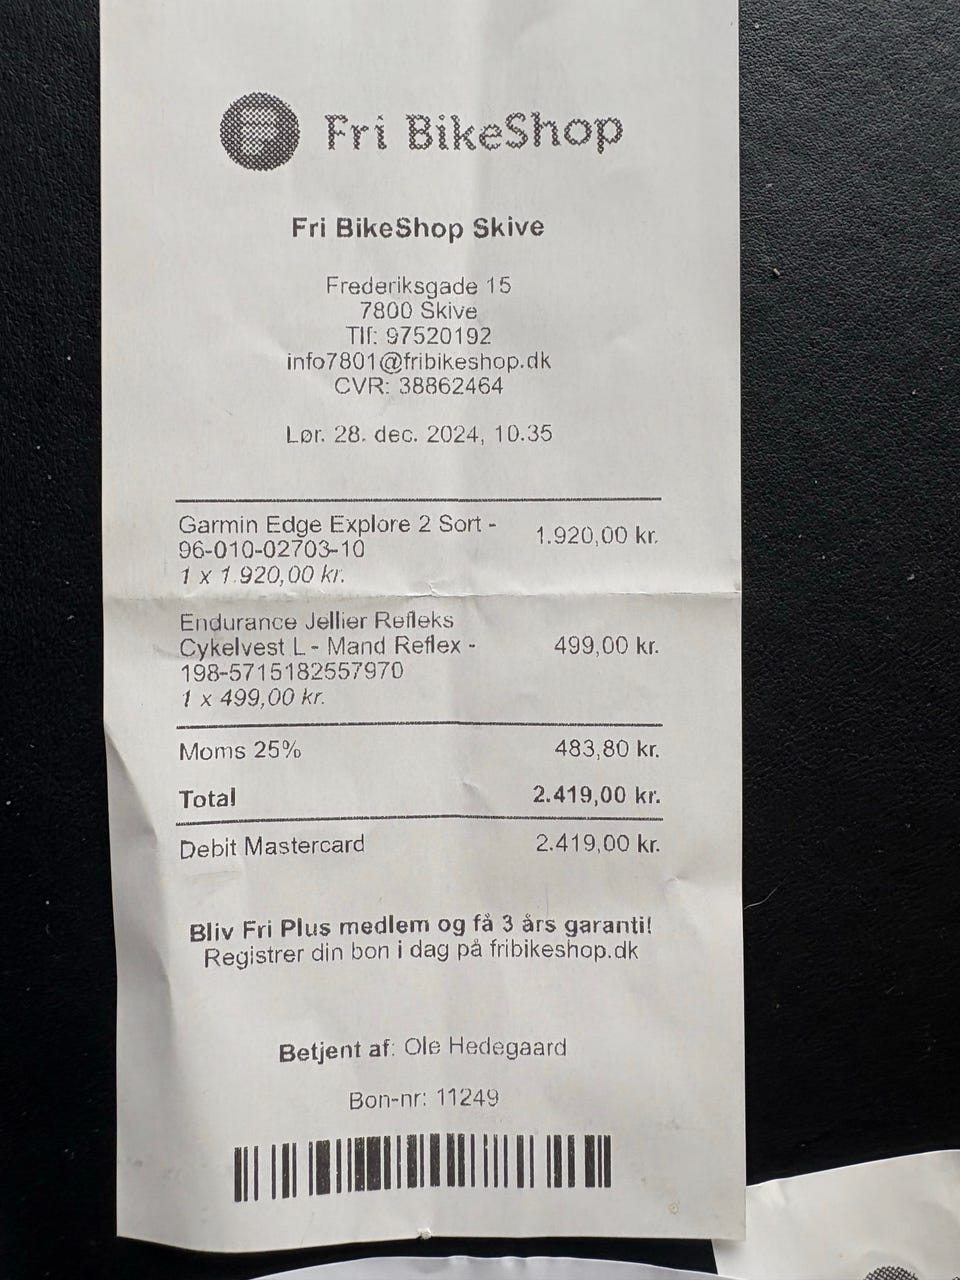 Fri BikeShop
Fri BikeShop Skive
Frederiksgade 15
7800 Skive
Tlf: 97520192
info7801@fribikeshop.dk
CVR: 38862464
Lør. 28. dec. 2024, 10.35
Garmin Edge Explore 2 Sort -
96-010-02703-10
1.920,00 kr.
1 x 1.920,00 kr.
Endurance Jellier Refleks
Cykelvest L - Mand Reflex - 499,00 kr.
198-5715182557970
1 x 499,00 kr.
Moms 25% 483,80 kr.
Total 2.419,00 kr.
Debit Mastercard 2.419,00 kr.
Bliv Fri Plus medlem og få 3 års garanti!
Registrer din bon i dag på fribikeshop.dk
Betjent af: Ole Hedegaard
Bon-nr: 11249